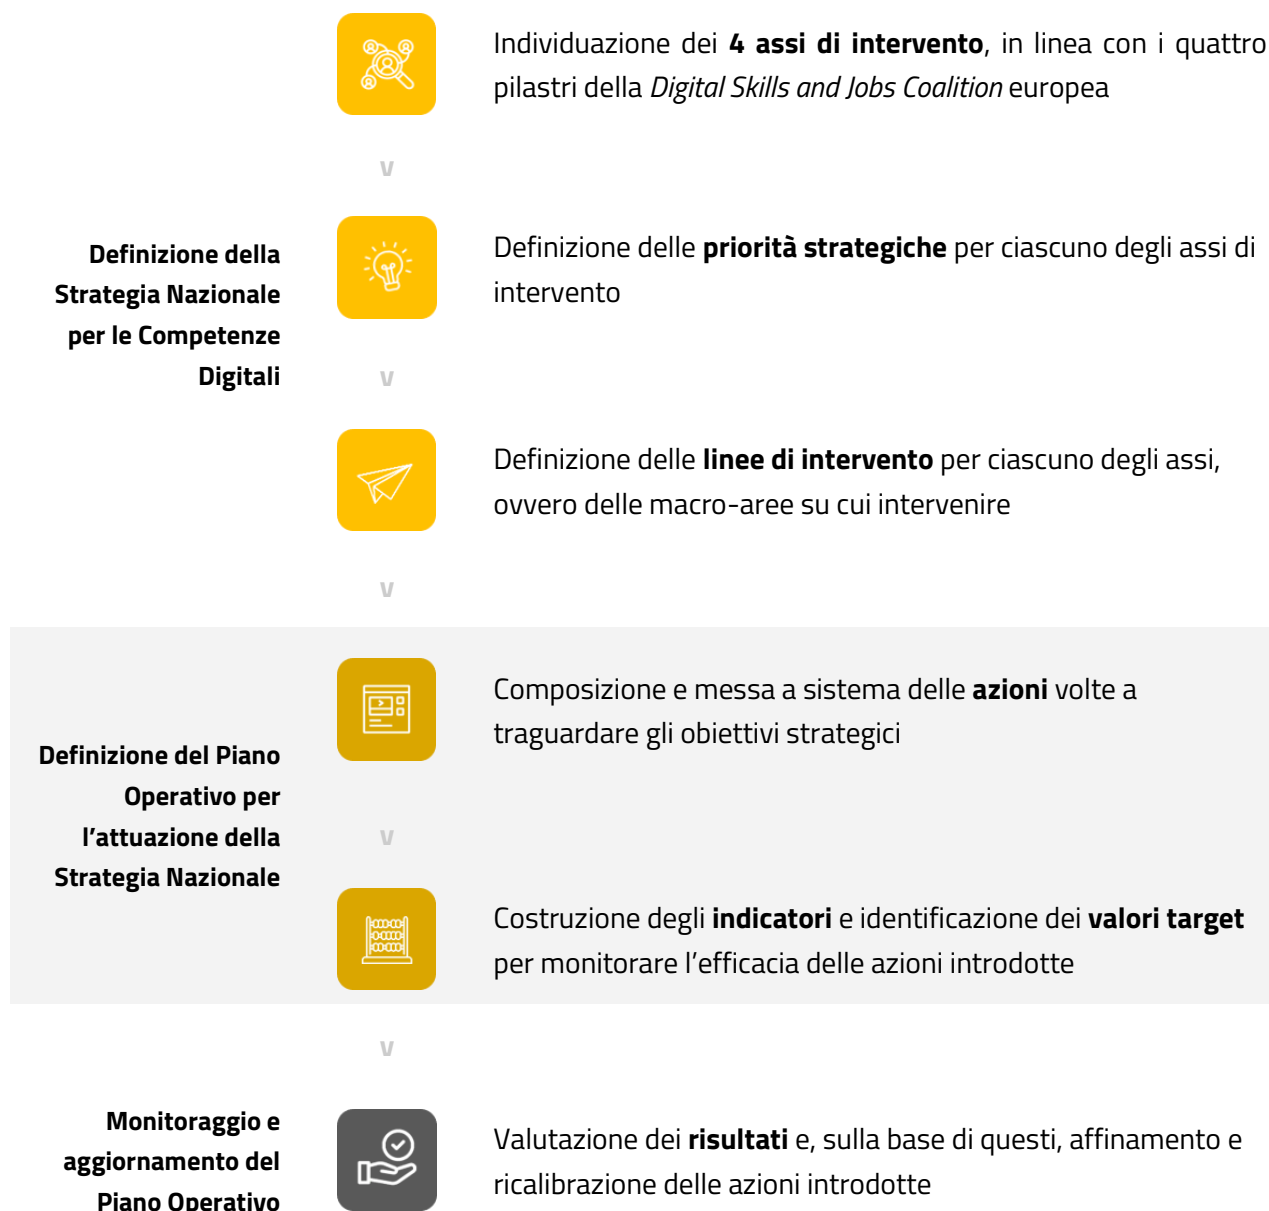 Individuazione dei 4 assi di intervento, in linea con i quattro
pilastri della Digital Skills and Jobs Coalition europea
v
Definizione della
Strategia Nazionale
per le Competenze
Digitali
Definizione delle priorità strategiche per ciascuno degli assi di
intervento
v
Definizione delle linee di intervento per ciascuno degli assi,
ovvero delle macro-aree su cui intervenire
v
Definizione del Piano
Operativo per
l’attuazione della
Strategia Nazionale
Composizione e messa a sistema delle azioni volte a
traguardare gli obiettivi strategici
v
Costruzione degli indicatori e identificazione dei valori target
per monitorare l’efficacia delle azioni introdotte
v
Monitoraggio e
aggiornamento del
Piano Operativo
Valutazione dei risultati e, sulla base di questi, affinamento e
ricalibrazione delle azioni introdotte